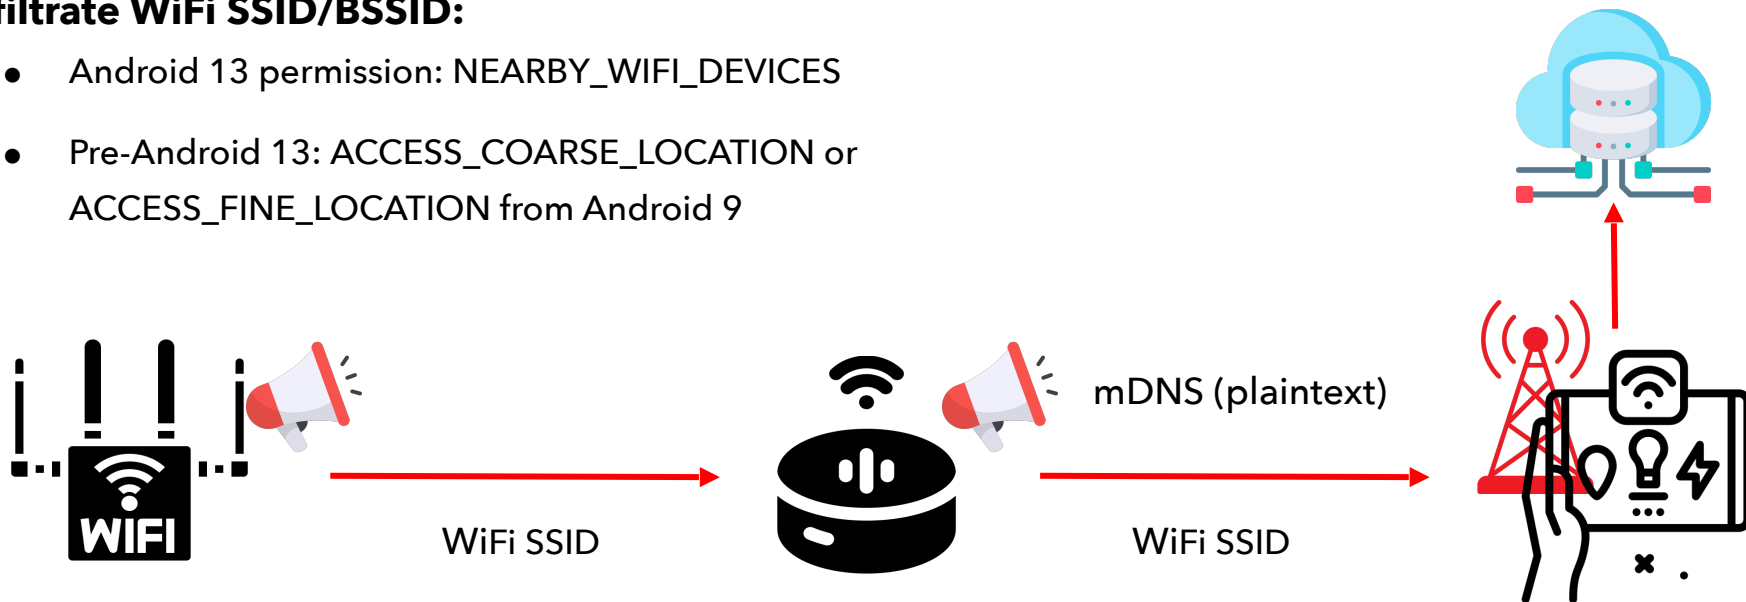 filtrate WiFi SSID/BSSID:
● Android 13 permission: NEARBY_WIFI_DEVICES
● Pre-Android 13: ACCESS_COARSE_LOCATION or
ACCESS_FINE_LOCATION from Android 9
mDNS (plaintext)
WiFi
WiFi SSID
WiFi SSID